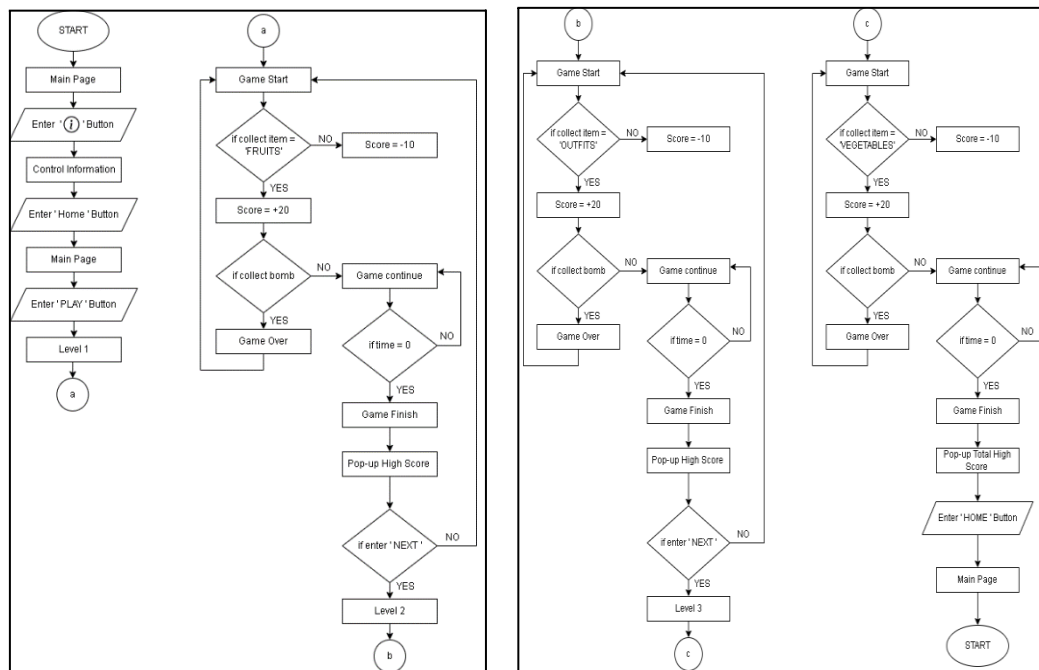 START
Main Page
Enter ' i ' Button
Control Information
Enter ' Home ' Button
Main Page
Enter ' PLAY ' Button
Level 1
a
a
Game Start
if collect item =
'FRUITS'
NO
Score = -10
YES
Score = +20
if collect bomb
NO
Game continue
YES
Game Over
if time = 0
NO
YES
Game Finish
Pop-up High Score
if enter ' NEXT '
NO
YES
Level 2
b
b
Game Start
if collect item =
'OUTFITS'
NO
Score = -10
YES
Score = +20
if collect bomb
NO
Game continue
YES
Game Over
if time = 0
NO
YES
Game Finish
Pop-up High Score
if enter ' NEXT '
NO
YES
Level 3
c
c
Game Start
if collect item =
'VEGETABLES'
NO
Score = -10
YES
Score = +20
if collect bomb
NO
Game continue
YES
Game Over
if time = 0
NO
YES
Game Finish
Pop-up Total High
Score
Enter ' HOME ' Button
Main Page
START